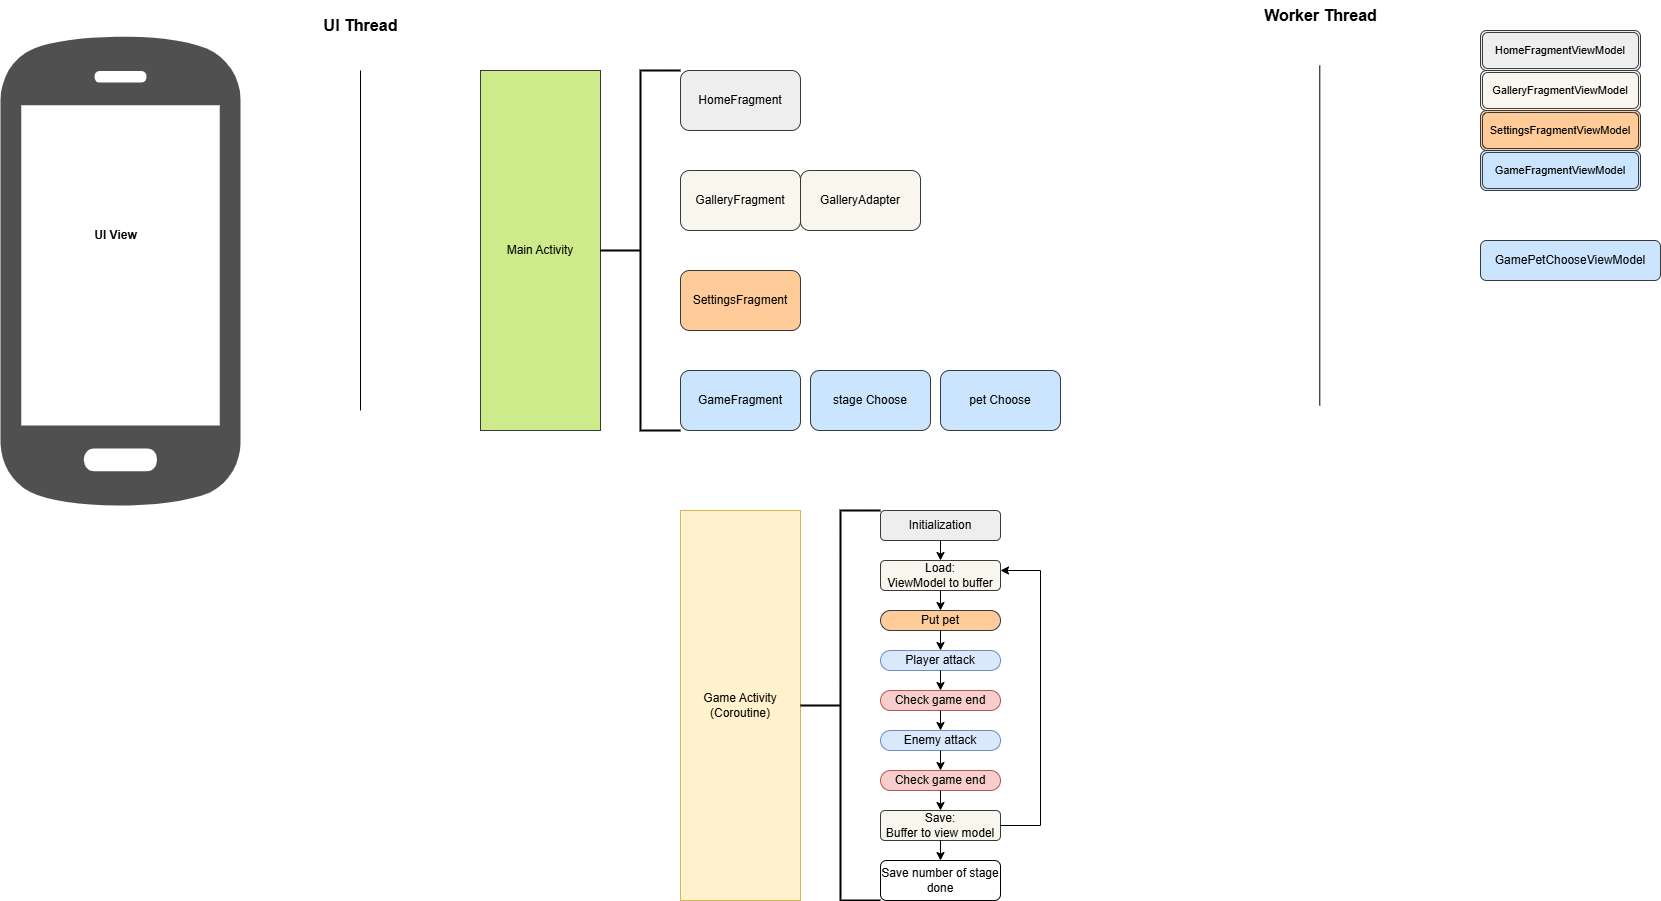 UI Thread
Worker Thread
UI View
Main Activity
HomeFragment
GalleryFragment
GalleryAdapter
SettingsFragment
GameFragment
stage Choose
pet Choose
HomeFragmentViewModel
GalleryFragmentViewModel
SettingsFragmentViewModel
GameFragmentViewModel
GamePetChooseViewModel
Game Activity
(Coroutine)
Initialization
Load:
ViewModel to buffer
Put pet
Player attack
Check game end
Enemy attack
Check game end
Save:
Buffer to view model
Save number of stage
done